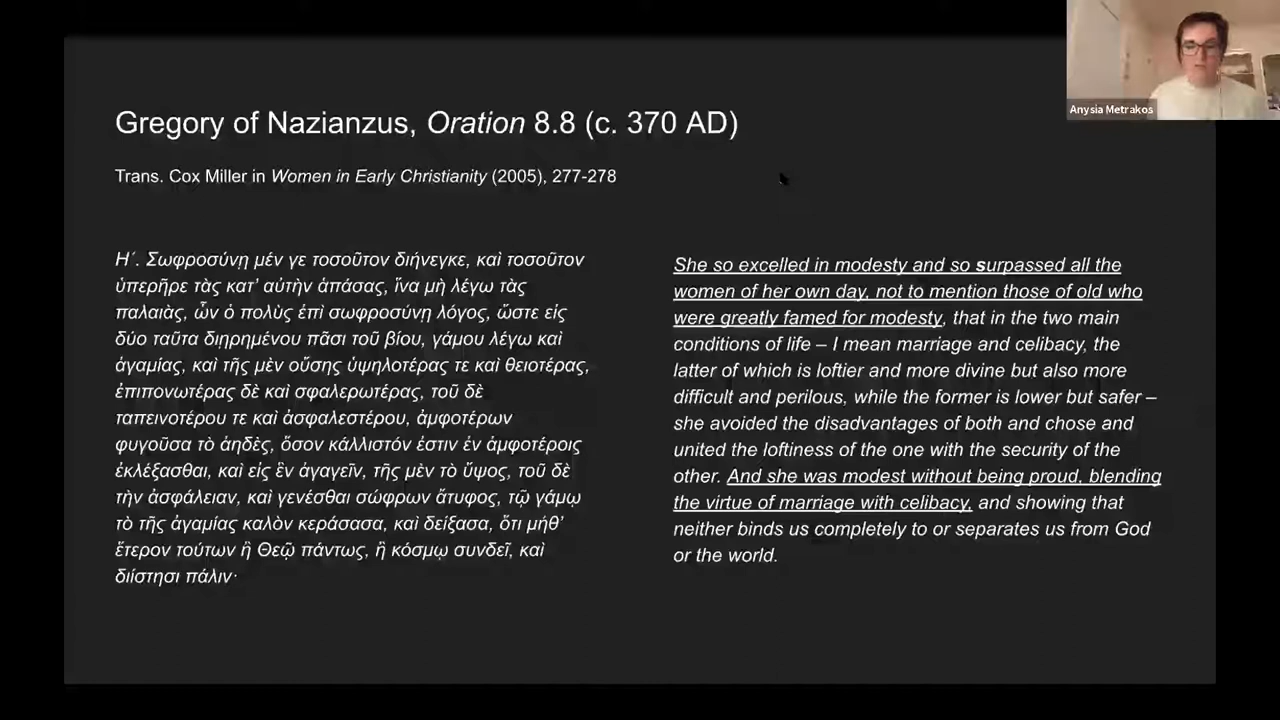 Anysia Metrakos
Gregory of Nazianzus, Oration 8.8 (c. 370 AD)
Trans. Cox Miller in Women in Early Christianity (2005), 277-278
Η΄. Σωφροσύνῃ μέν γε τοσοῦτον διήνεγκε, καὶ τοσοῦτον
ὑπερῆρε τὰς κατ’ αὐτὴν ἁπάσας, ἵνα μὴ λέγω τὰς
παλαιὰς, ὧν ὁ πολὺς ἐπὶ σωφροσύνῃ λόγος, ὥστε εἰς
δύο ταῦτα διῃρημένου πᾶσι τοῦ βίου, γάμου λέγω καὶ
ἀγαμίας, καὶ τῆς μὲν οὔσης ὑψηλοτέρας τε καὶ θειοτέρας,
ἐπιπονωτέρας δὲ καὶ σφαλερωτέρας, τοῦ δὲ
ταπεινοτέρου τε καὶ ἀσφαλεστέρου, ἀμφοτέρων
φυγοῦσα τὸ ἀηδὲς, ὅσον κάλλιστόν ἐστιν ἐν ἀμφοτέροις
ἐκλέξασθαι, καὶ εἰς ἓν ἀγαγεῖν, τῆς μὲν τὸ ὕψος, τοῦ δὲ
τὴν ἀσφάλειαν, καὶ γενέσθαι σώφρων ἄτυφος, τῷ γάμῳ
τὸ τῆς ἀγαμίας καλὸν κεράσασα, καὶ δείξασα, ὅτι μήθ’
ἕτερον τούτων ἢ Θεῷ πάντως, ἢ κόσμῳ συνδεῖ, καὶ
διίστησι πάλιν·
She so excelled in modesty and so surpassed all the
women of her own day, not to mention those of old who
were greatly famed for modesty, that in the two main
conditions of life – I mean marriage and celibacy, the
latter of which is loftier and more divine but also more
difficult and perilous, while the former is lower but safer –
she avoided the disadvantages of both and chose and
united the loftiness of the one with the security of the
other. And she was modest without being proud, blending
the virtue of marriage with celibacy, and showing that
neither binds us completely to or separates us from God
or the world.